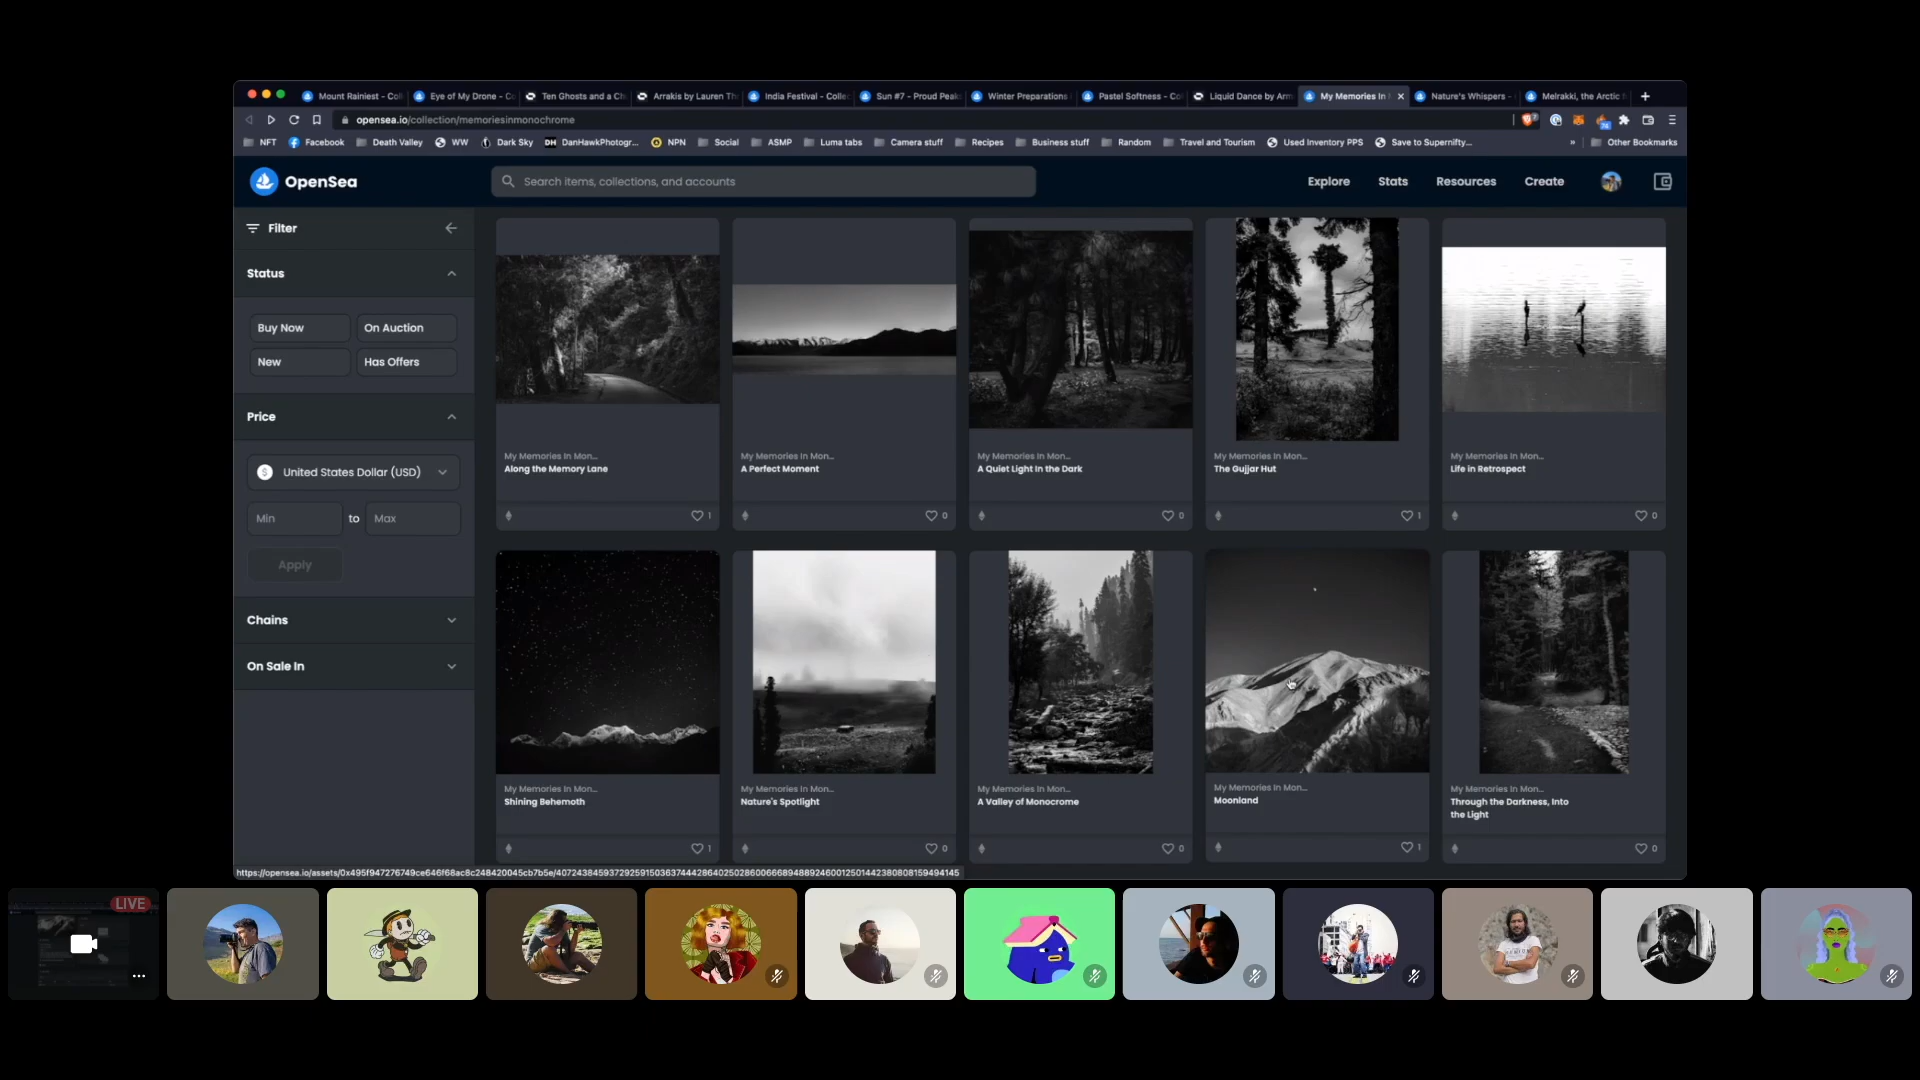 Mount Rainiest - Col
Eye of My Drone - Co
Ten Ghosts and a Ch
Arrakis by Lauren Th
India Festival - Collec
Sun #7 - Proud Peak
Winter Preparations
Pastel Softness - Co
Liquid Dance by Arm
My Memories In
Nature's Whispers -
Melrakki, the Arctic
opensea.io/collection/memoriesinmonochrome
NFT
Facebook
Death Valley
WW
Dark Sky
DH DanHawkPhotogr...
NPN
Social
ASMP
Luma tabs
Camera stuff
Recipes
Business stuff
Random
Travel and Tourism
Used Inventory PPS
Save to Supernifty...
»
Other Bookmarks
OpenSea
Search items, collections, and accounts
Explore
Stats
Resources
Create
Filter
Status
Buy Now
On Auction
New
Has Offers
Price
United States Dollar (USD)
Min
to
Max
Apply
Chains
On Sale In
My Memories In Mon...
Along the Memory Lane
1
My Memories In Mon...
A Perfect Moment
0
My Memories In Mon...
A Quiet Light In the Dark
0
My Memories In Mon...
The Gujjar Hut
1
My Memories In Mon...
Life in Retrospect
0
My Memories In Mon...
Shining Behemoth
1
My Memories In Mon...
Nature's Spotlight
0
My Memories In Mon...
A Valley of Monocrome
0
My Memories In Mon...
Moonland
1
My Memories In Mon...
Through the Darkness, Into
the Light
0
LIVE